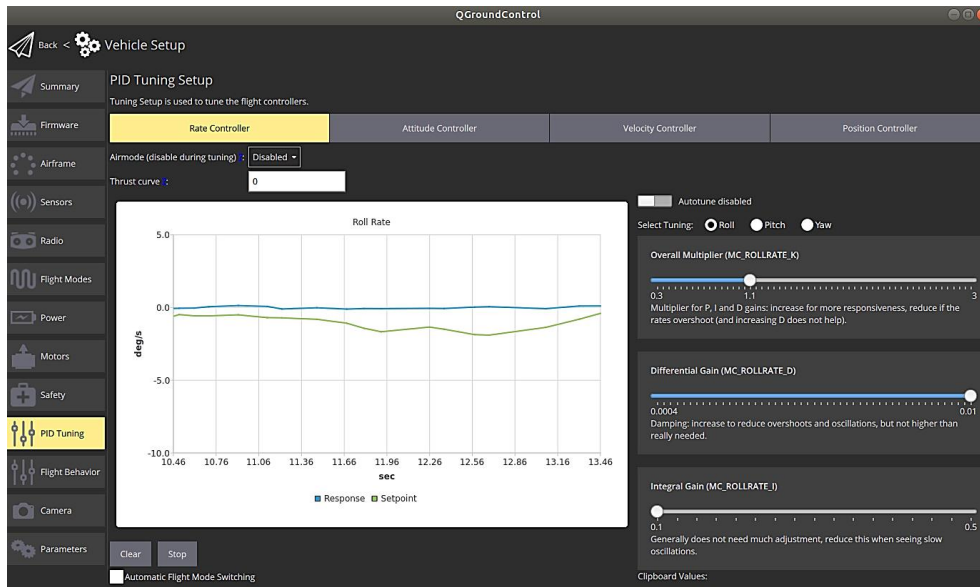 QGroundControl
Back < Vehicle Setup
Summary
Firmware
Airframe
Sensors
Radio
Flight Modes
Power
Motors
Safety
PID Tuning
Flight Behavior
Camera
Parameters
PID Tuning Setup
Tuning Setup is used to tune the flight controllers.
Rate Controller
Attitude Controller
Velocity Controller
Position Controller
Airmode (disable during tuning) : Disabled
Thrust curve : 0
Roll Rate
5.0
0.0
-5.0
-10.0
deg/s
10.46 10.76 11.06 11.36 11.66 11.96 12.26 12.56 12.86 13.16 13.46
sec
Response Setpoint
Clear Stop
Automatic Flight Mode Switching
Autotune disabled
Select Tuning: Roll Pitch Yaw
Overall Multiplier (MC_ROLLRATE_K)
0.3 1.1 3
Multiplier for P, I and D gains: increase for more responsiveness, reduce if the
rates overshoot (and increasing D does not help).
Differential Gain (MC_ROLLRATE_D)
0.0004 0.01
Damping: increase to reduce overshoots and oscillations, but not higher than
really needed.
Integral Gain (MC_ROLLRATE_I)
0.1 0.5
Generally does not need much adjustment, reduce this when seeing slow
oscillations.
Clipboard Values: